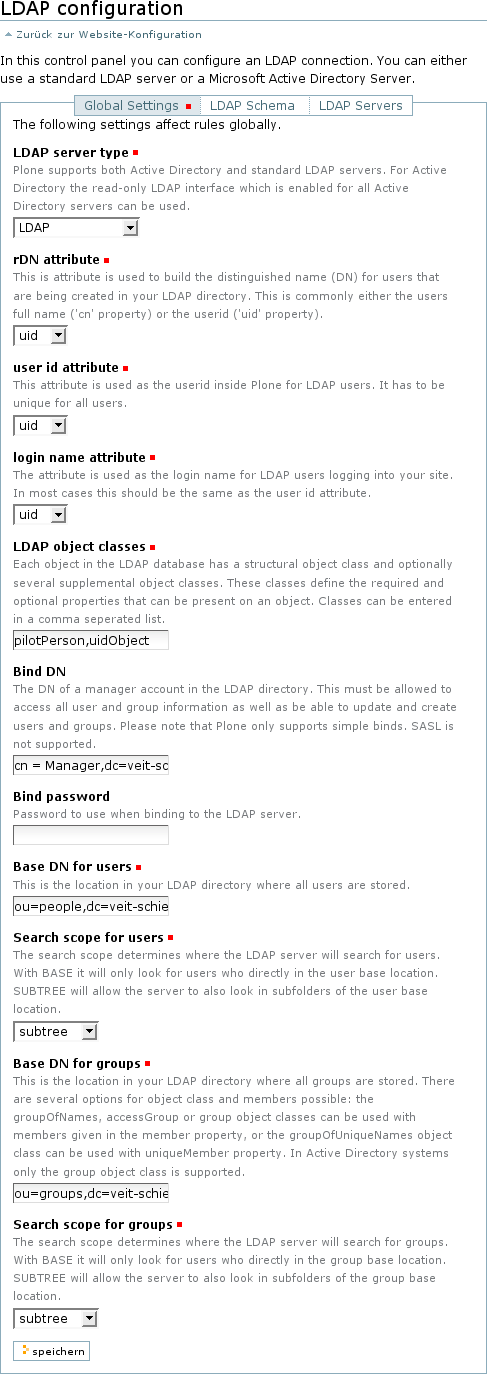 LDAP configuration
Zurück zur Website-Konfiguration
In this control panel you can configure an LDAP connection. You can either
use a standard LDAP server or a Microsoft Active Directory Server.
Global Settings LDAP Schema LDAP Servers
The following settings affect rules globally.
LDAP server type
Plone supports both Active Directory and standard LDAP servers. For Active
Directory the read-only LDAP interface which is enabled for all Active
Directory servers can be used.
LDAP
rDN attribute
This is attribute is used to build the distinguished name (DN) for users that
are being created in your LDAP directory. This is commonly either the users
full name ('cn' property) or the userid ('uid' property).
uid
user id attribute
This attribute is used as the userid inside Plone for LDAP users. It has to be
unique for all users.
uid
login name attribute
The attribute is used as the login name for LDAP users logging into your site.
In most cases this should be the same as the user id attribute.
uid
LDAP object classes
Each object in the LDAP database has a structural object class and optionally
several supplemental object classes. These classes define the required and
optional properties that can be present on an object. Classes can be entered
in a comma seperated list.
pilotPerson,uidObject
Bind DN
The DN of a manager account in the LDAP directory. This must be allowed to
access all user and group information as well as be able to update and create
users and groups. Please note that Plone only supports simple binds. SASL is
not supported.
cn = Manager,dc=veit-sc
Bind password
Password to use when binding to the LDAP server.
Base DN for users
This is the location in your LDAP directory where all users are stored.
ou=people,dc=veit-schie
Search scope for users
The search scope determines where the LDAP server will search for users.
With BASE it will only look for users who directly in the user base location.
SUBTREE will allow the server to also look in subfolders of the user base
location.
subtree
Base DN for groups
This is the location in your LDAP directory where all groups are stored. There
are several options for object class and members possible: the
groupOfNames, accessGroup or group object classes can be used with
members given in the member property, or the groupOfUniqueNames object
class can be used with uniqueMember property. In Active Directory systems
only the group object class is supported.
ou=groups,dc=veit-schie
Search scope for groups
The search scope determines where the LDAP server will search for groups.
With BASE it will only look for users who directly in the group base location.
SUBTREE will allow the server to also look in subfolders of the group base
location.
subtree
speichern